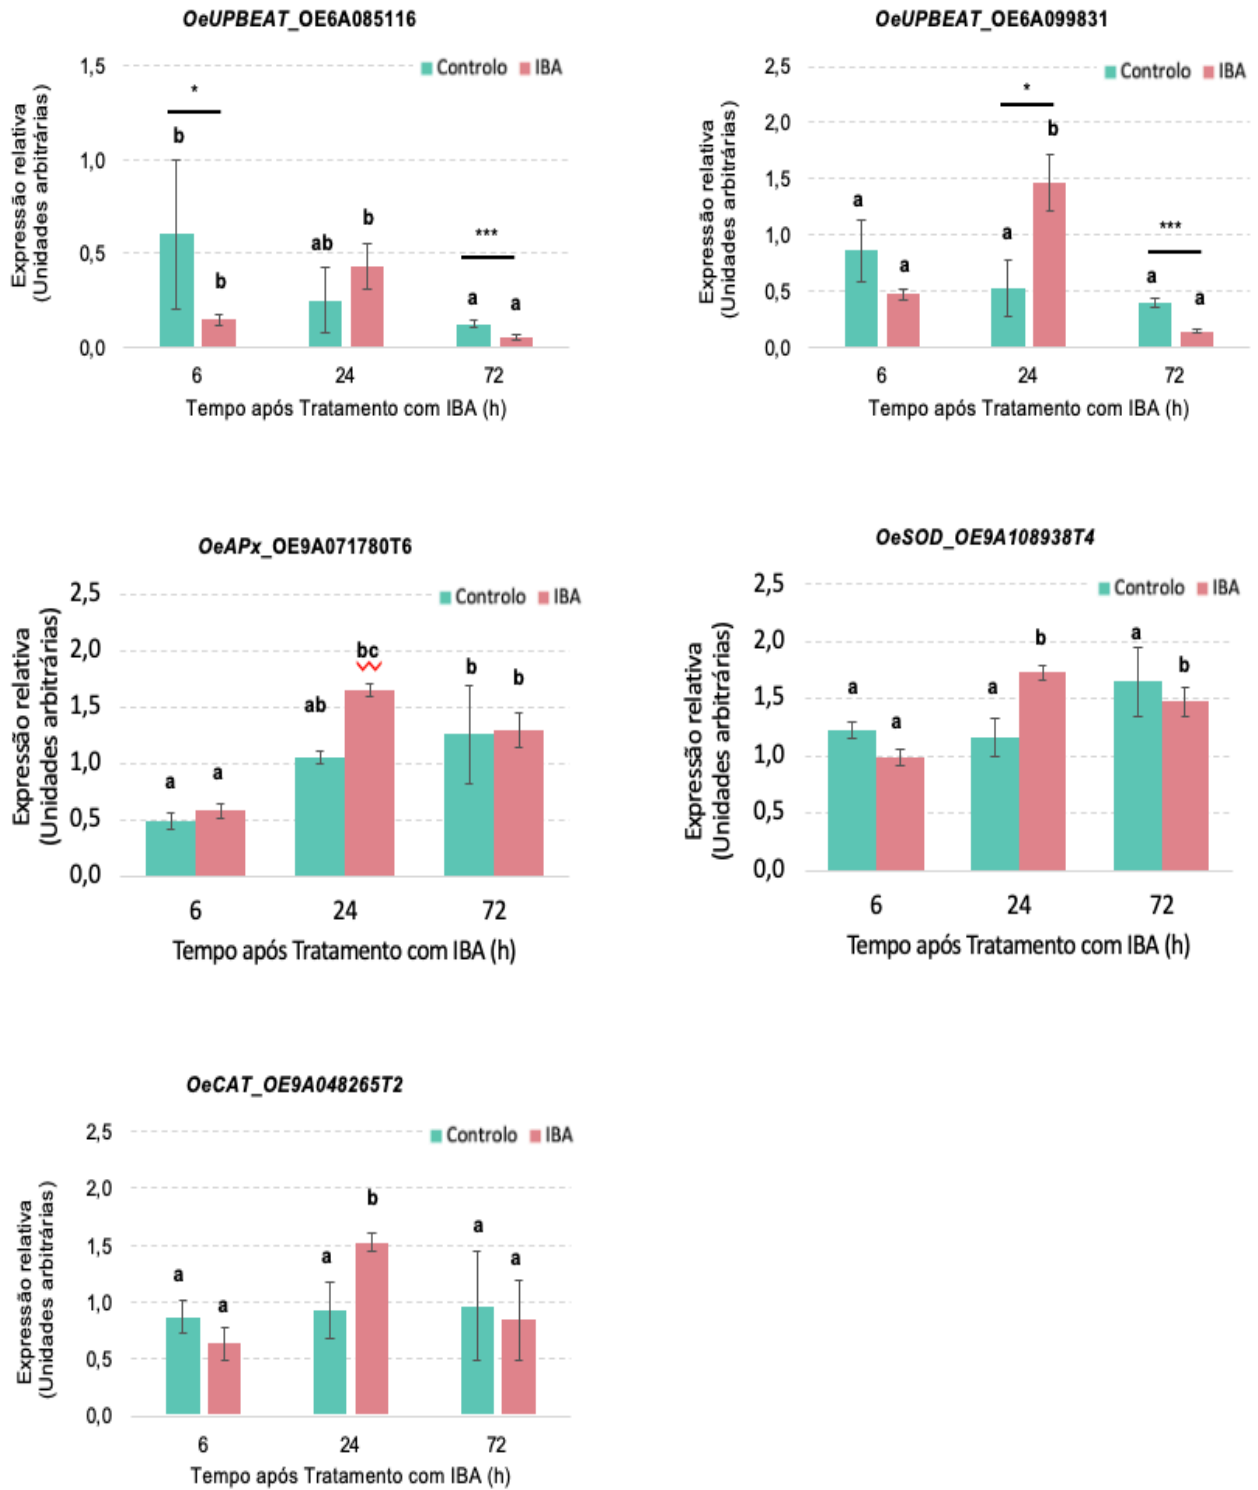 OeUPBEAT_OE6A085116
Controlo IBA
Expressão relativa
(Unidades arbitrárias)
1,5
1,0
0,5
0,0
*
b
b
ab
b
***
a
a
6 24 72
Tempo após Tratamento com IBA (h)
OeUPBEAT_OE6A099831
Controlo IBA
Expressão relativa
(Unidades arbitrárias)
2,5
2,0
1,5
1,0
0,5
0,0
a
a
*
a
b
***
a
a
6 24 72
Tempo após Tratamento com IBA (h)
OeAPx_OE9A071780T6
Controlo IBA
Expressão relativa
(Unidades arbitrárias)
2,5
2,0
1,5
1,0
0,5
0,0
a
a
ab
bc
b
b
6 24 72
Tempo após Tratamento com IBA (h)
OeSOD_OE9A108938T4
Controlo IBA
Expressão relativa
(Unidades arbitrárias)
2,5
2,0
1,5
1,0
0,5
0,0
a
a
a
b
a
b
6 24 72
Tempo após Tratamento com IBA (h)
OeCAT_OE9A048265T2
Controlo IBA
Expressão relativa
(Unidades arbitrárias)
2,5
2,0
1,5
1,0
0,5
0,0
a
a
a
b
a
a
6 24 72
Tempo após Tratamento com IBA (h)